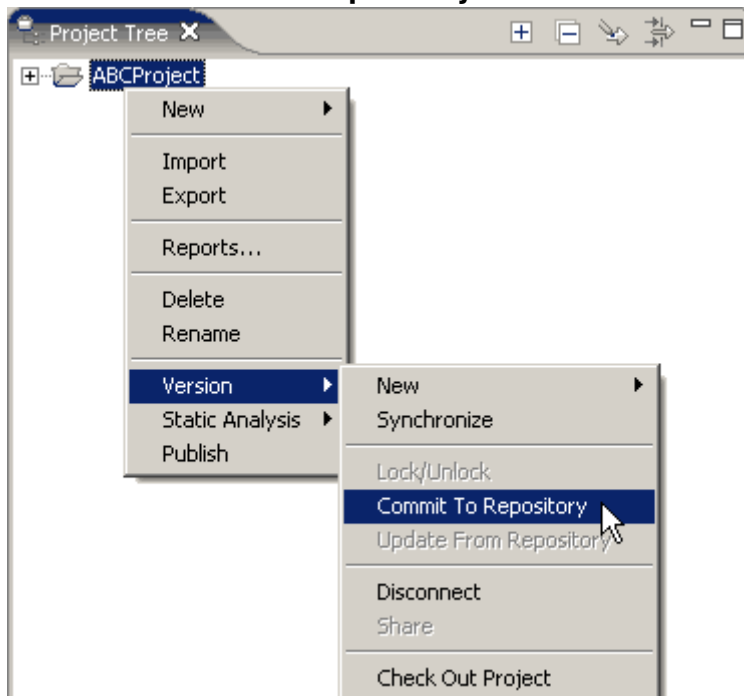 Project Tree
ABCProject
New
Import
Export
Reports...
Delete
Rename
Version
Static Analysis
Publish
New
Synchronize
Lock/Unlock
Commit To Repository
Update From Repository
Disconnect
Share
Check Out Project